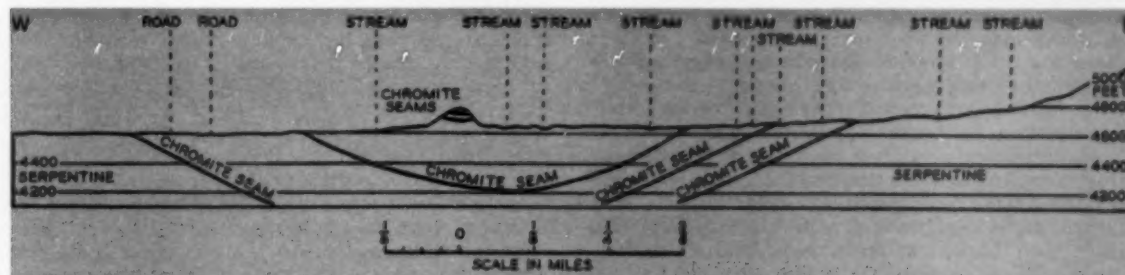 W ROAD ROAD STREAM STREAM STREAM STREAM STREAM STREAM STREAM STREAM
STREAM
CHROMITE
SEAMS
FEET
4800
4600
4400 CHROMITE SEAM CHROMITE SEAM CHROMITE SEAM CHROMITE SEAM 4400
SERPENTINE SERPENTINE
4200 4200
0
SCALE IN MILES